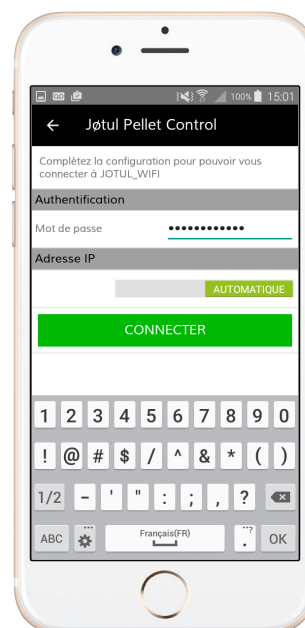 100% 15:01
Jøtul Pellet Control
Complétez la configuration pour pouvoir vous
connecter à JOTUL_WIFI
Authentification
Mot de passe ••••••••••••
Adresse IP
AUTOMATIQUE
CONNECTER
1 2 3 4 5 6 7 8 9 0
! @ # $ / ^ & * ( )
1/2 - ' " : ; , ?
ABC Français(FR) . OK